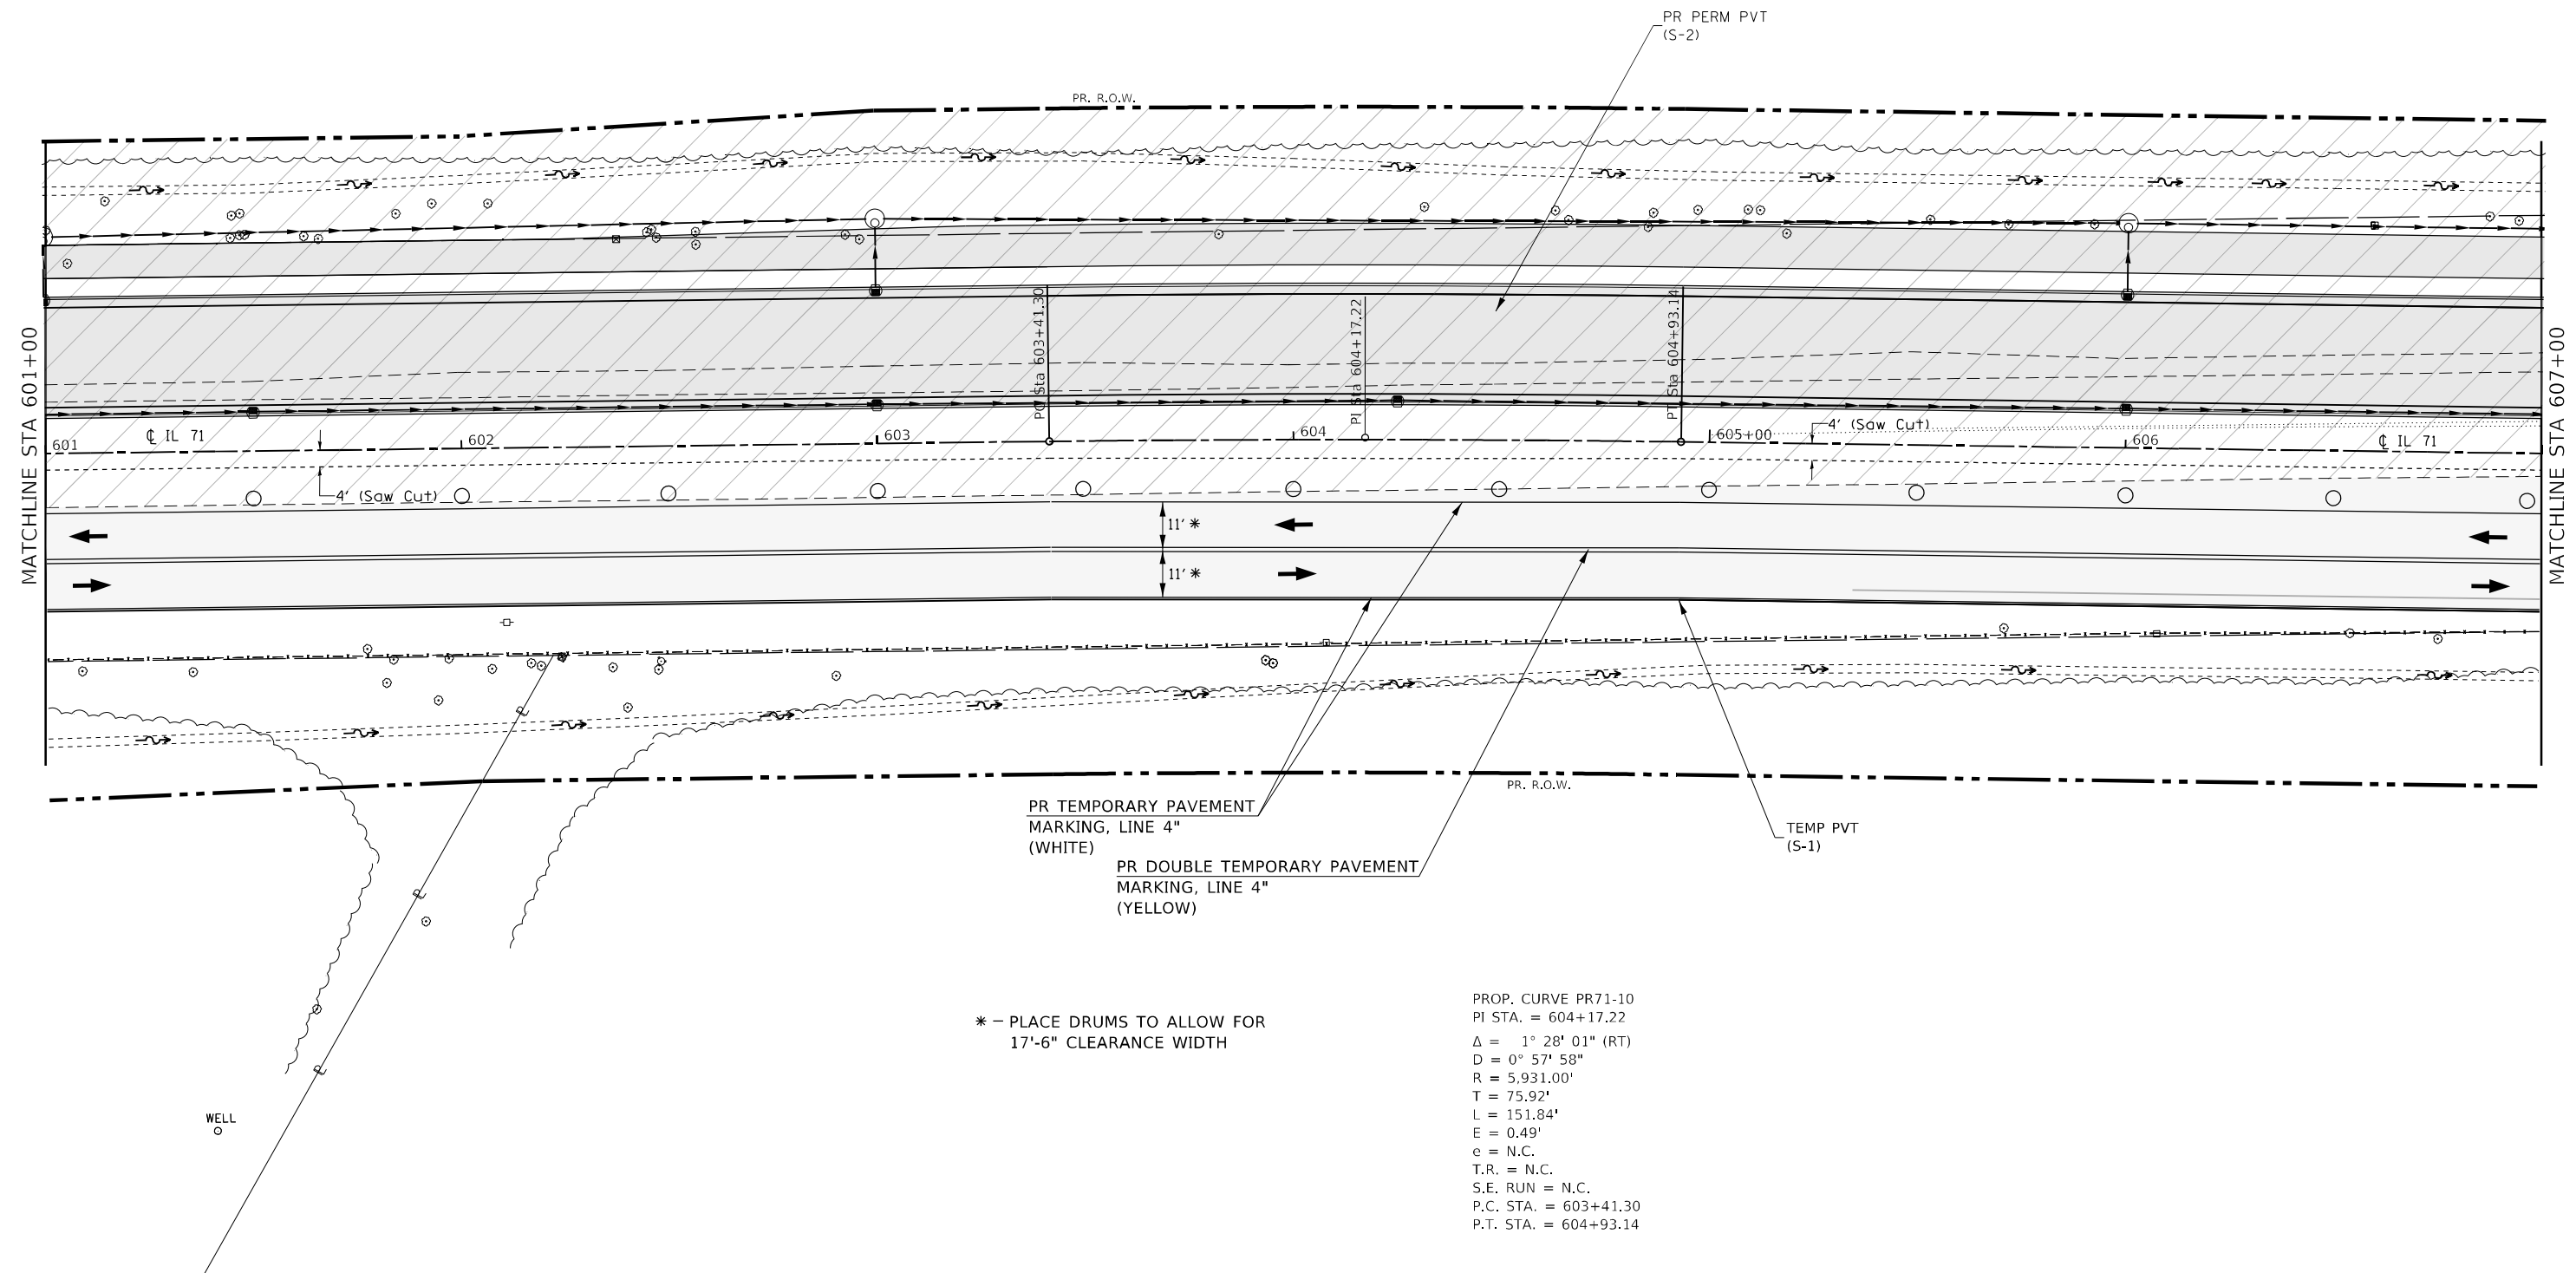 PR PERM PVT
(S-2)
PR. R.O.W.
MATCHLINE STA 601+00
MATCHLINE STA 607+00
PC Sta 603+41.30
PI Sta 604+17.22
PT Sta 604+93.14
601
℄ IL 71
602
603
604
605+00
4' (Saw Cut)
606
℄ IL 71
4' (Saw Cut)
11' *
11' *
PR. R.O.W.
PR TEMPORARY PAVEMENT
MARKING, LINE 4"
(WHITE)
PR DOUBLE TEMPORARY PAVEMENT
MARKING, LINE 4"
(YELLOW)
TEMP PVT
(S-1)
* - PLACE DRUMS TO ALLOW FOR
17'-6" CLEARANCE WIDTH
PROP. CURVE PR71-10
PI STA. = 604+17.22
Δ = 1° 28' 01" (RT)
D = 0° 57' 58"
R = 5,931.00'
T = 75.92'
L = 151.84'
E = 0.49'
e = N.C.
T.R. = N.C.
S.E. RUN = N.C.
P.C. STA. = 603+41.30
P.T. STA. = 604+93.14
WELL